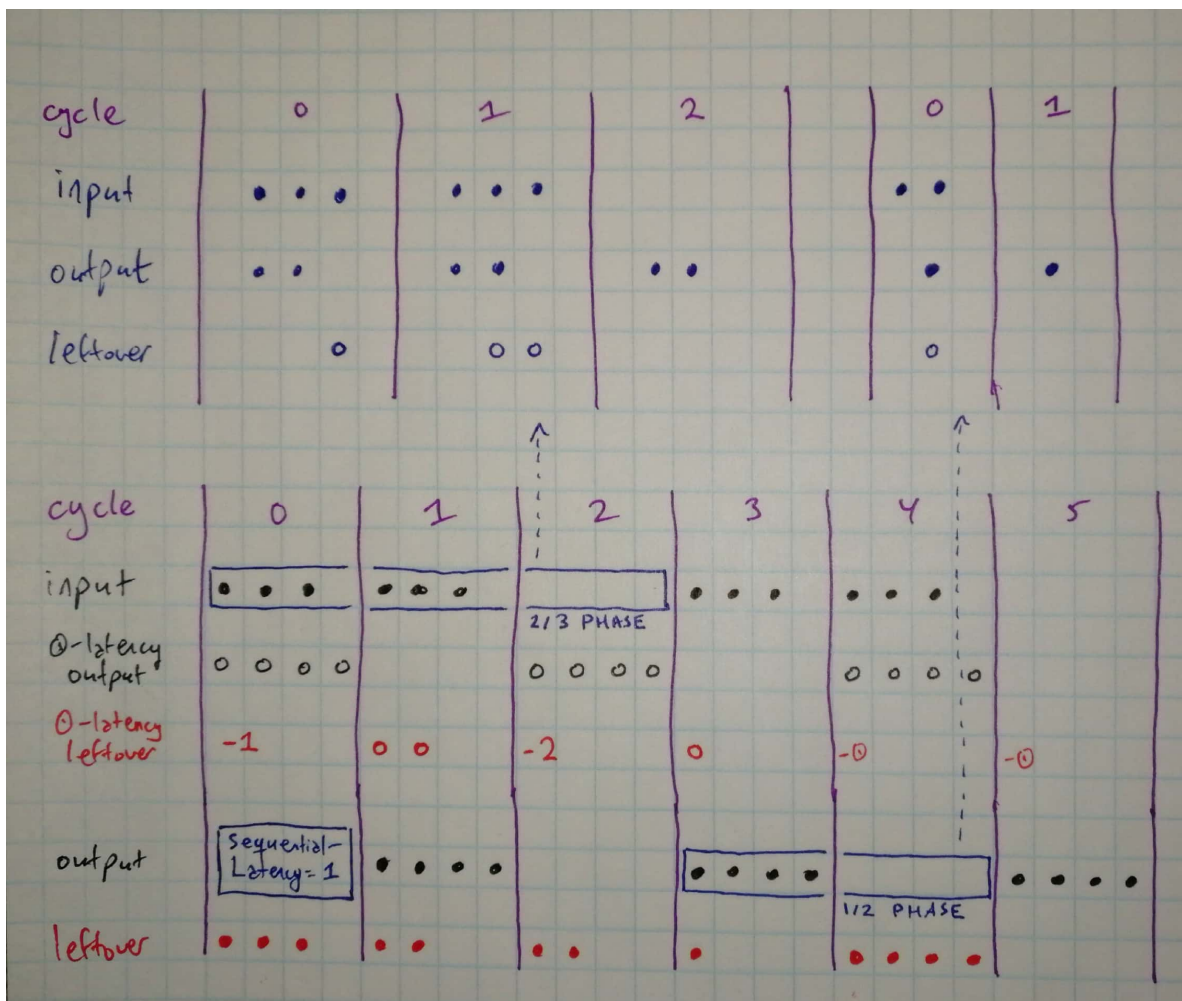 cycle 0 1 2 0 1
input
output
leftover
cycle 0 1 2 3 4 5
input
2/3 PHASE
0-latency
output
0-latency
leftover -1 -2 -0 -0
output Sequential-
Latency= 1
1/2 PHASE
leftover